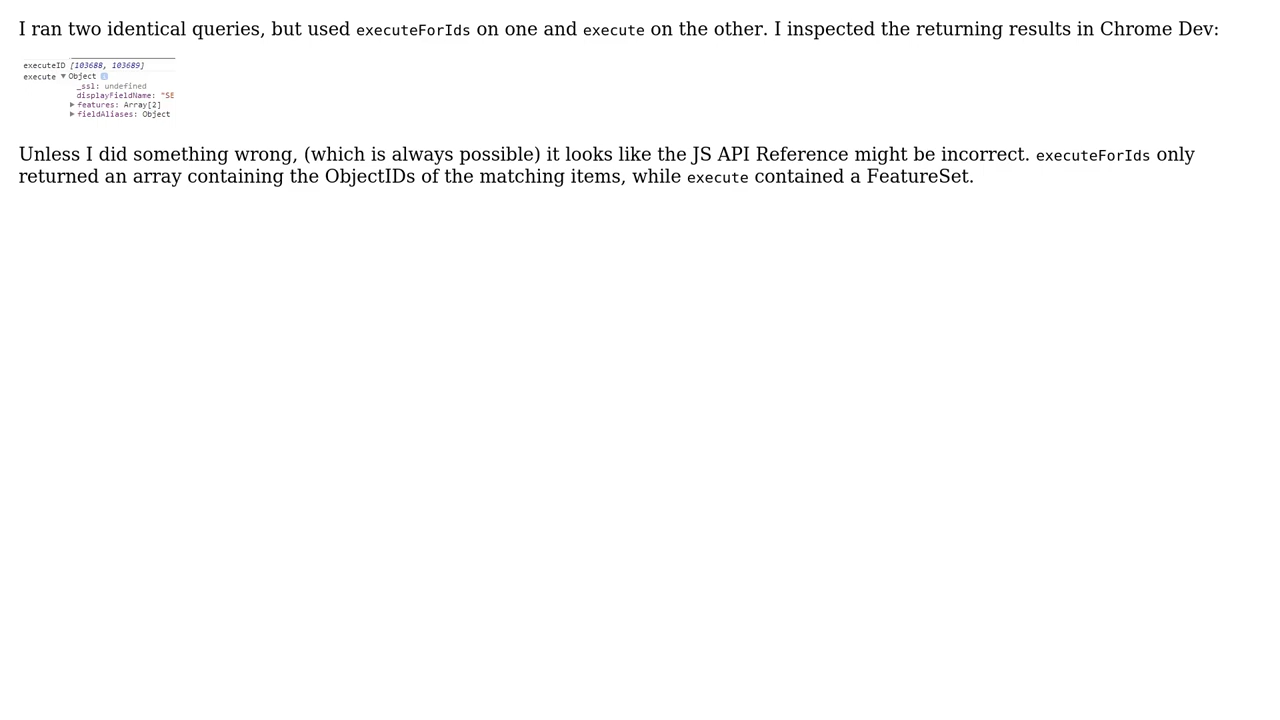 I ran two identical queries, but used executeForIds on one and execute on the other. I inspected the returning results in Chrome Dev:
executeID [103688, 103689]
execute ▼ Object i
_ssl: undefined
displayFieldName: "SE
▶ features: Array[2]
▶ fieldAliases: Object
Unless I did something wrong, (which is always possible) it looks like the JS API Reference might be incorrect. executeForIds only
returned an array containing the ObjectIDs of the matching items, while execute contained a FeatureSet.